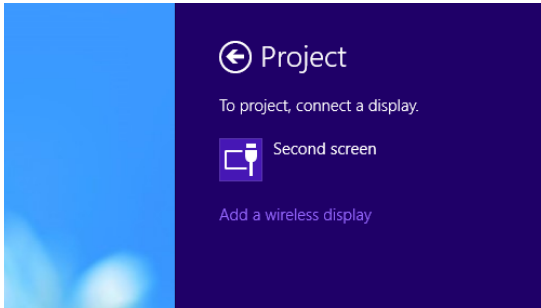 Project
To project, connect a display.
Second screen
Add a wireless display